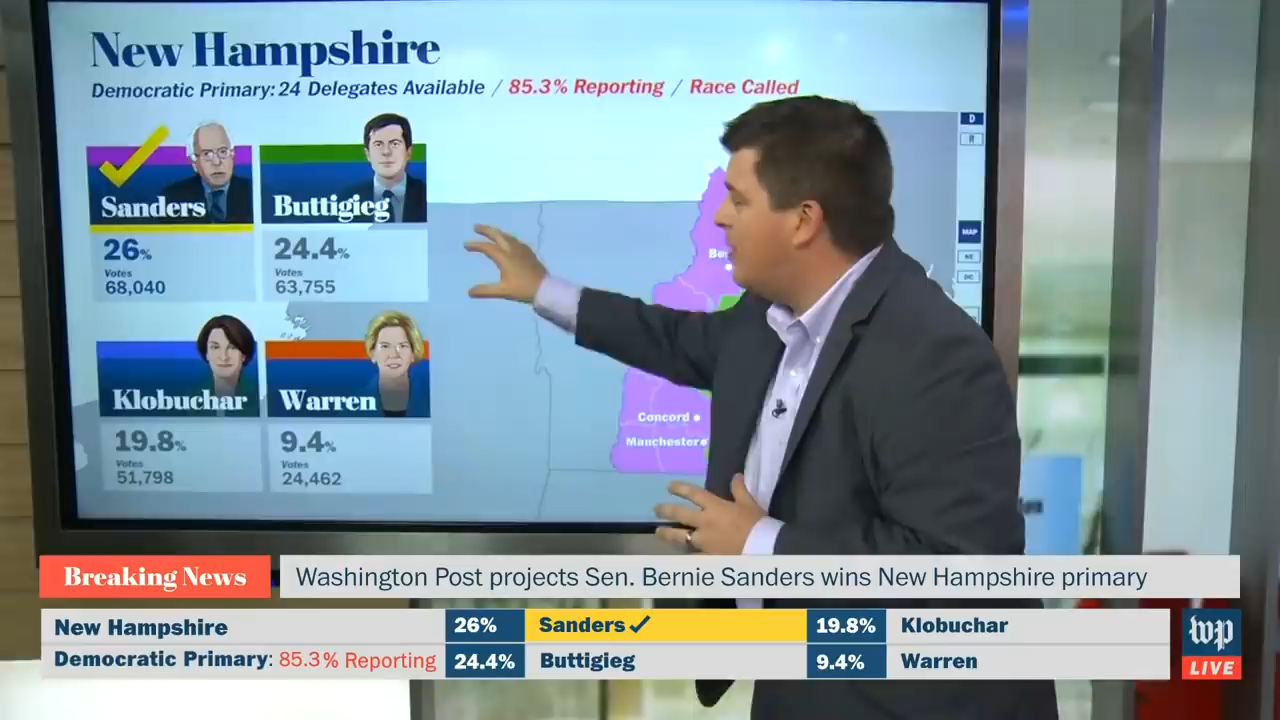 New Hampshire
Democratic Primary: 24 Delegates Available / 85.3% Reporting / Race Called
Sanders
26%
Votes
68,040
Buttigieg
24.4%
Votes
63,755
Klobuchar
19.8%
Votes
51,798
Warren
9.4%
Votes
24,462
Concord
Manchester
D
R
MAP
Breaking News
Washington Post projects Sen. Bernie Sanders wins New Hampshire primary
New Hampshire
Democratic Primary: 85.3% Reporting
26% Sanders
24.4% Buttigieg
19.8% Klobuchar
9.4% Warren
wp
LIVE